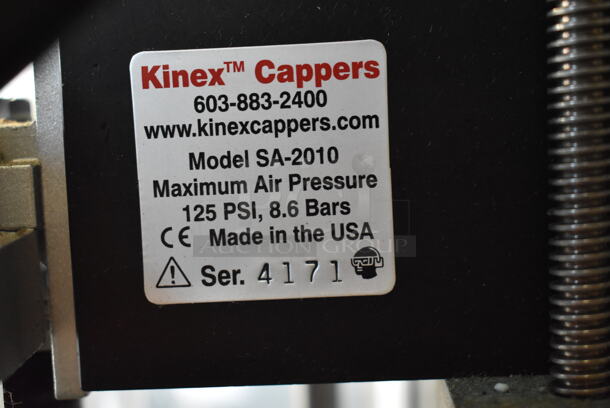 Kinex™ Cappers
603-883-2400
www.kinexcappers.com
Model SA-2010
Maximum Air Pressure
125 PSI, 8.6 Bars
CE Made in the USA
AUCTION GROUP
Ser. 4171